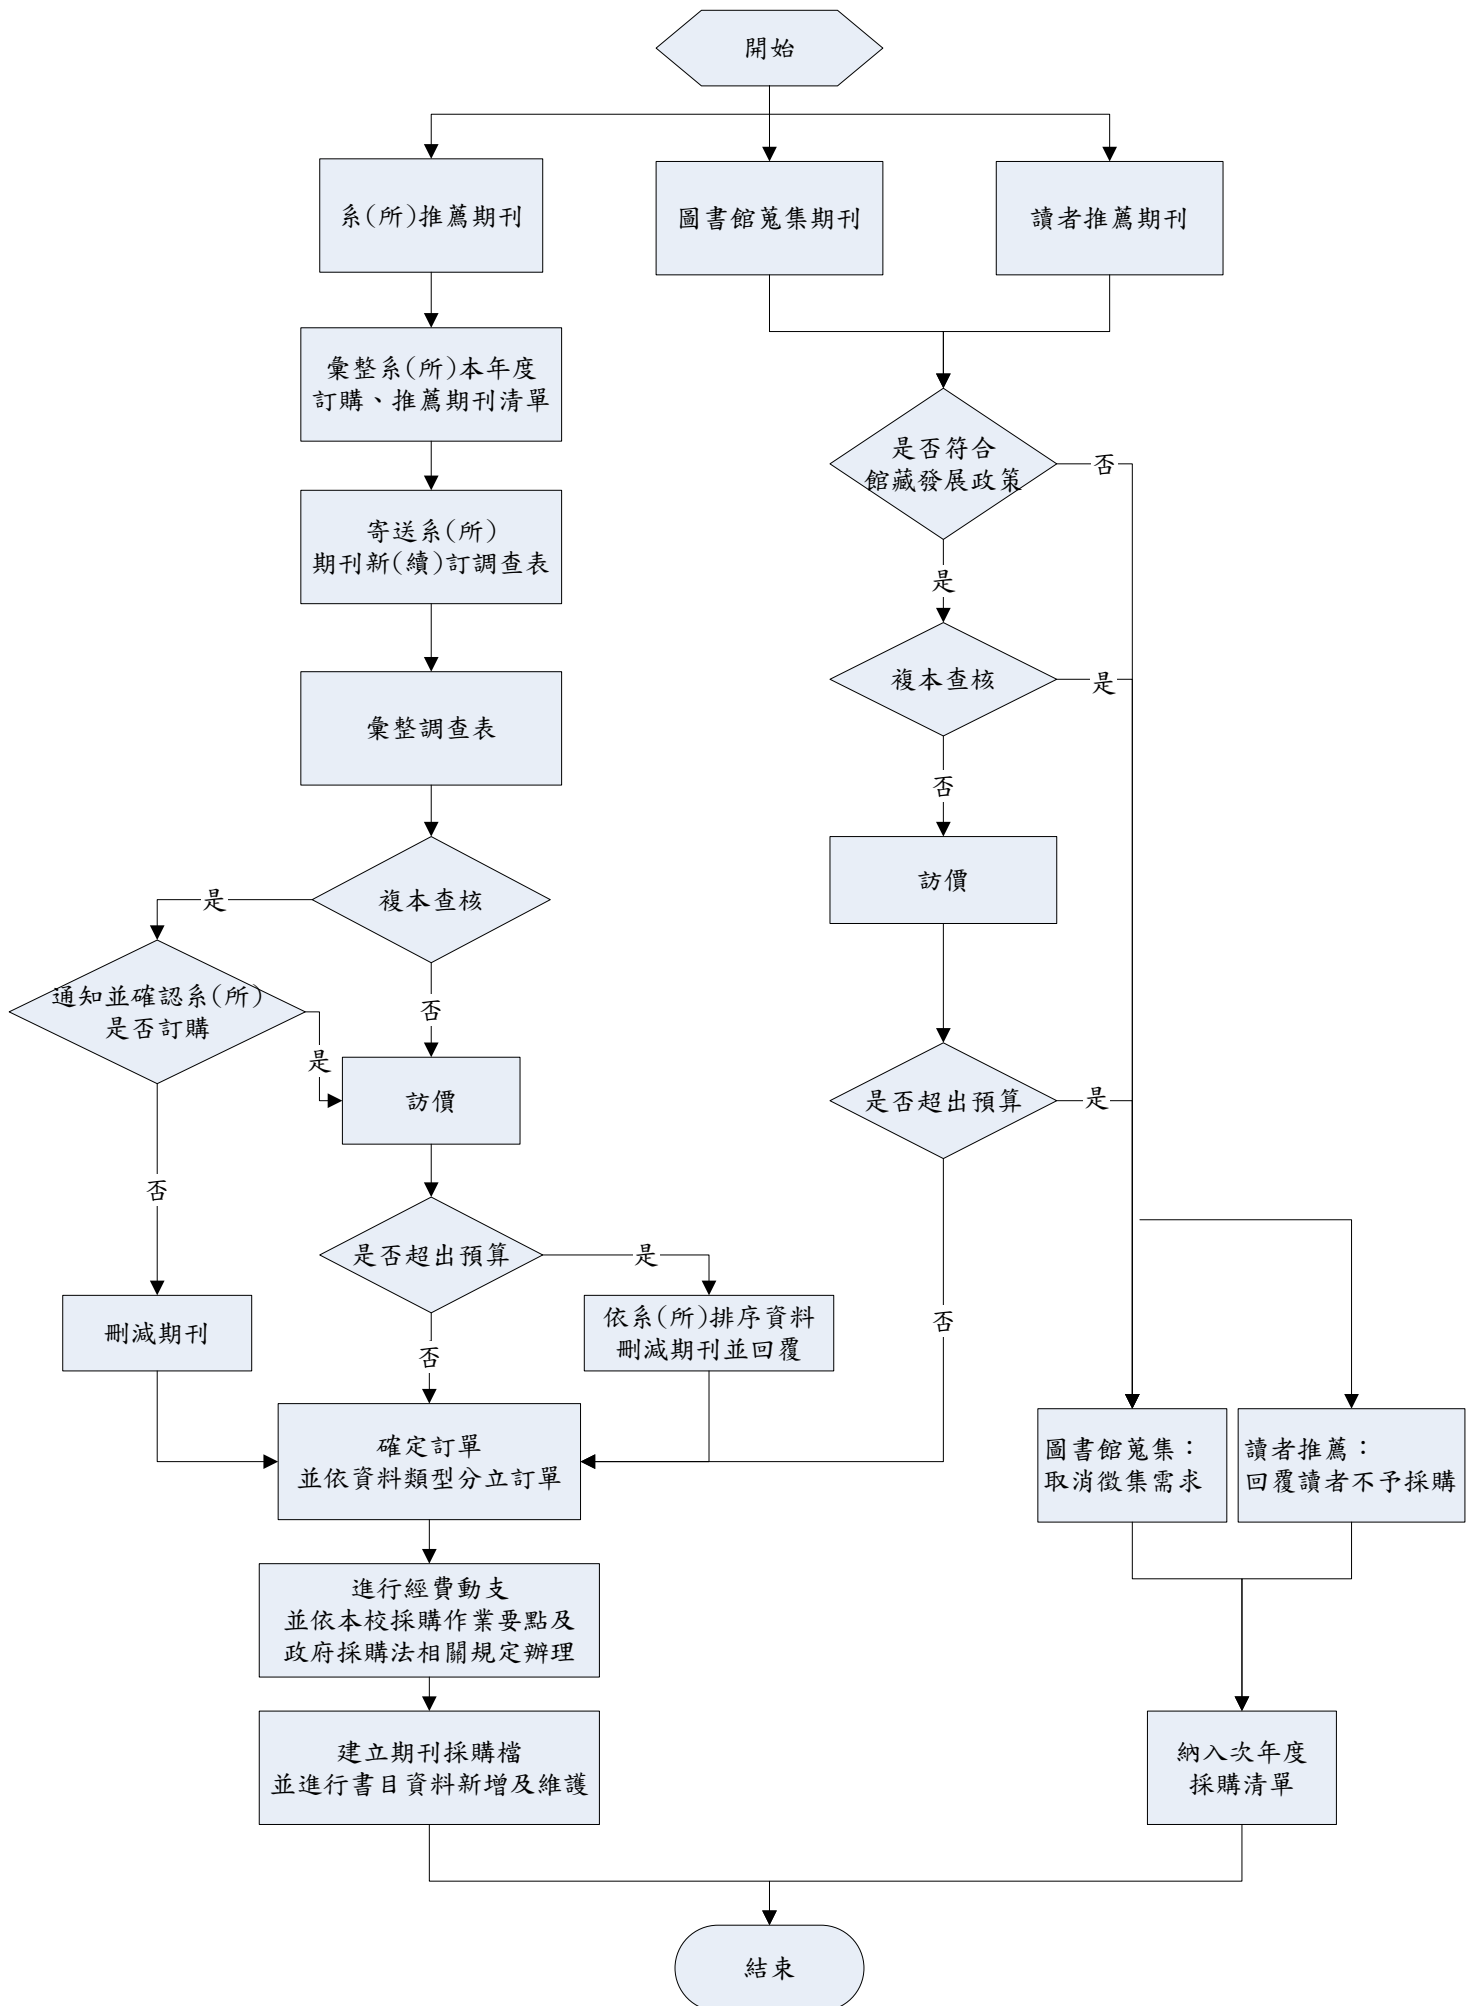 開始
系(所)推薦期刊
圖書館蒐集期刊
讀者推薦期刊
彙整系(所)本年度
訂購、推薦期刊清單
是否符合
館藏發展政策
否
寄送系(所)
期刊新(續)訂調查表
是
複本查核
是
彙整調查表
否
訪價
複本查核
是
通知並確認系(所)
是否訂購
否
是
訪價
是否超出預算
是
否
是否超出預算
是
刪減期刊
依系(所)排序資料
刪減期刊並回覆
否
否
確定訂單
並依資料類型分立訂單
圖書館蒐集：
取消徵集需求
讀者推薦：
回覆讀者不予採購
進行經費動支
並依本校採購作業要點及
政府採購法相關規定辦理
建立期刊採購檔
並進行書目資料新增及維護
納入次年度
採購清單
結束